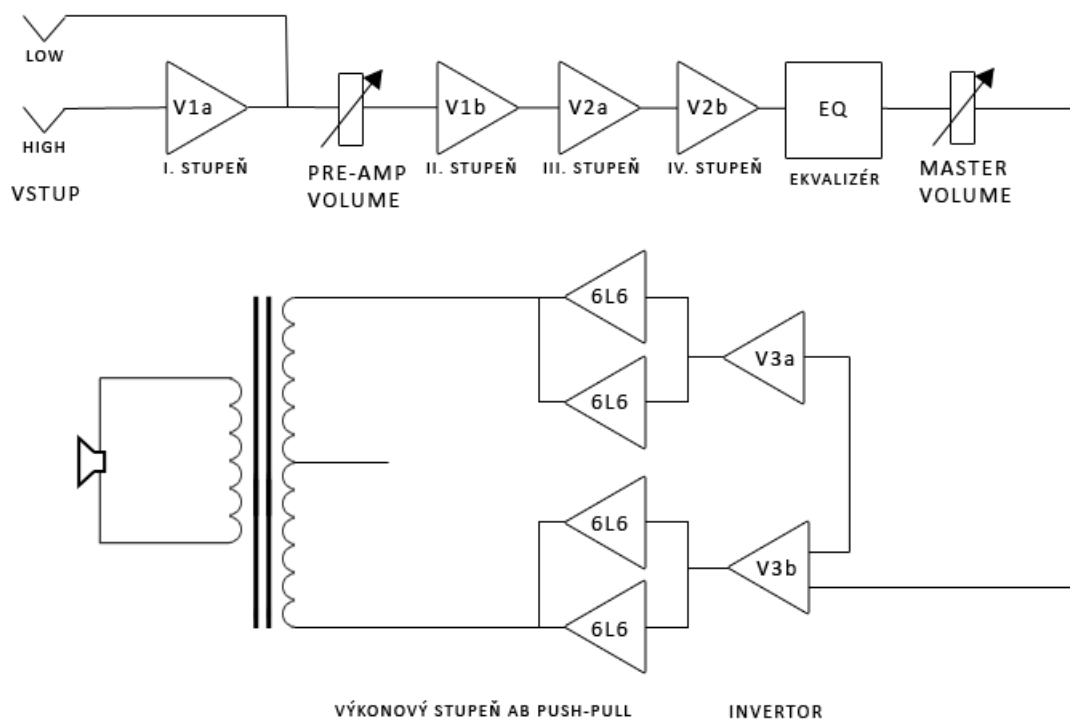 LOW
HIGH
VSTUP
V1a
I. STUPEŇ
PRE-AMP
VOLUME
V1b
II. STUPEŇ
V2a
III. STUPEŇ
V2b
IV. STUPEŇ
EQ
EKVALIZÉR
MASTER
VOLUME
6L6
6L6
V3a
6L6
6L6
V3b
VÝKONOVÝ STUPEŇ AB PUSH-PULL
INVERTOR